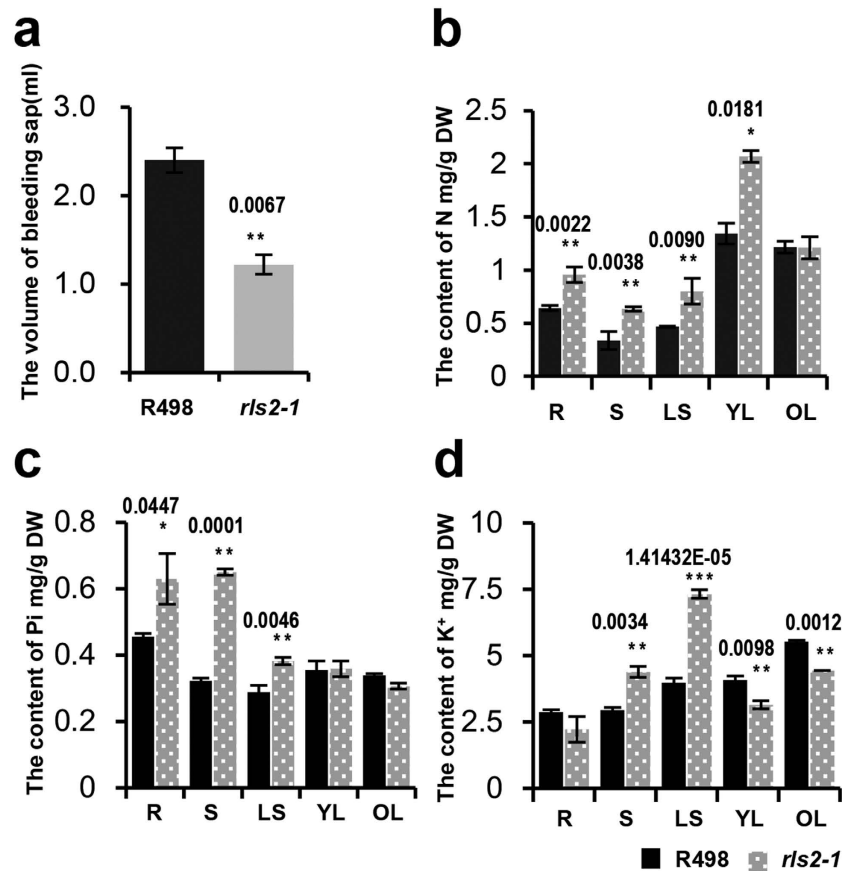 a
The volume of bleeding sap(ml)
3.0
2.0
1.0
0.0
0.0067
**
R498
rls2-1
b
The content of N mg/g DW
2.5
2
1.5
1
0.5
0
0.0022
**
0.0038
**
0.0090
**
0.0181
*
R S LS YL OL
c
The content of Pi mg/g DW
0.8
0.6
0.4
0.2
0
0.0447
*
0.0001
**
0.0046
**
R S LS YL OL
d
The content of K⁺ mg/g DW
10
7.5
5
2.5
0
0.0034
**
1.41432E-05
***
0.0098
**
0.0012
**
R S LS YL OL
R498 rls2-1